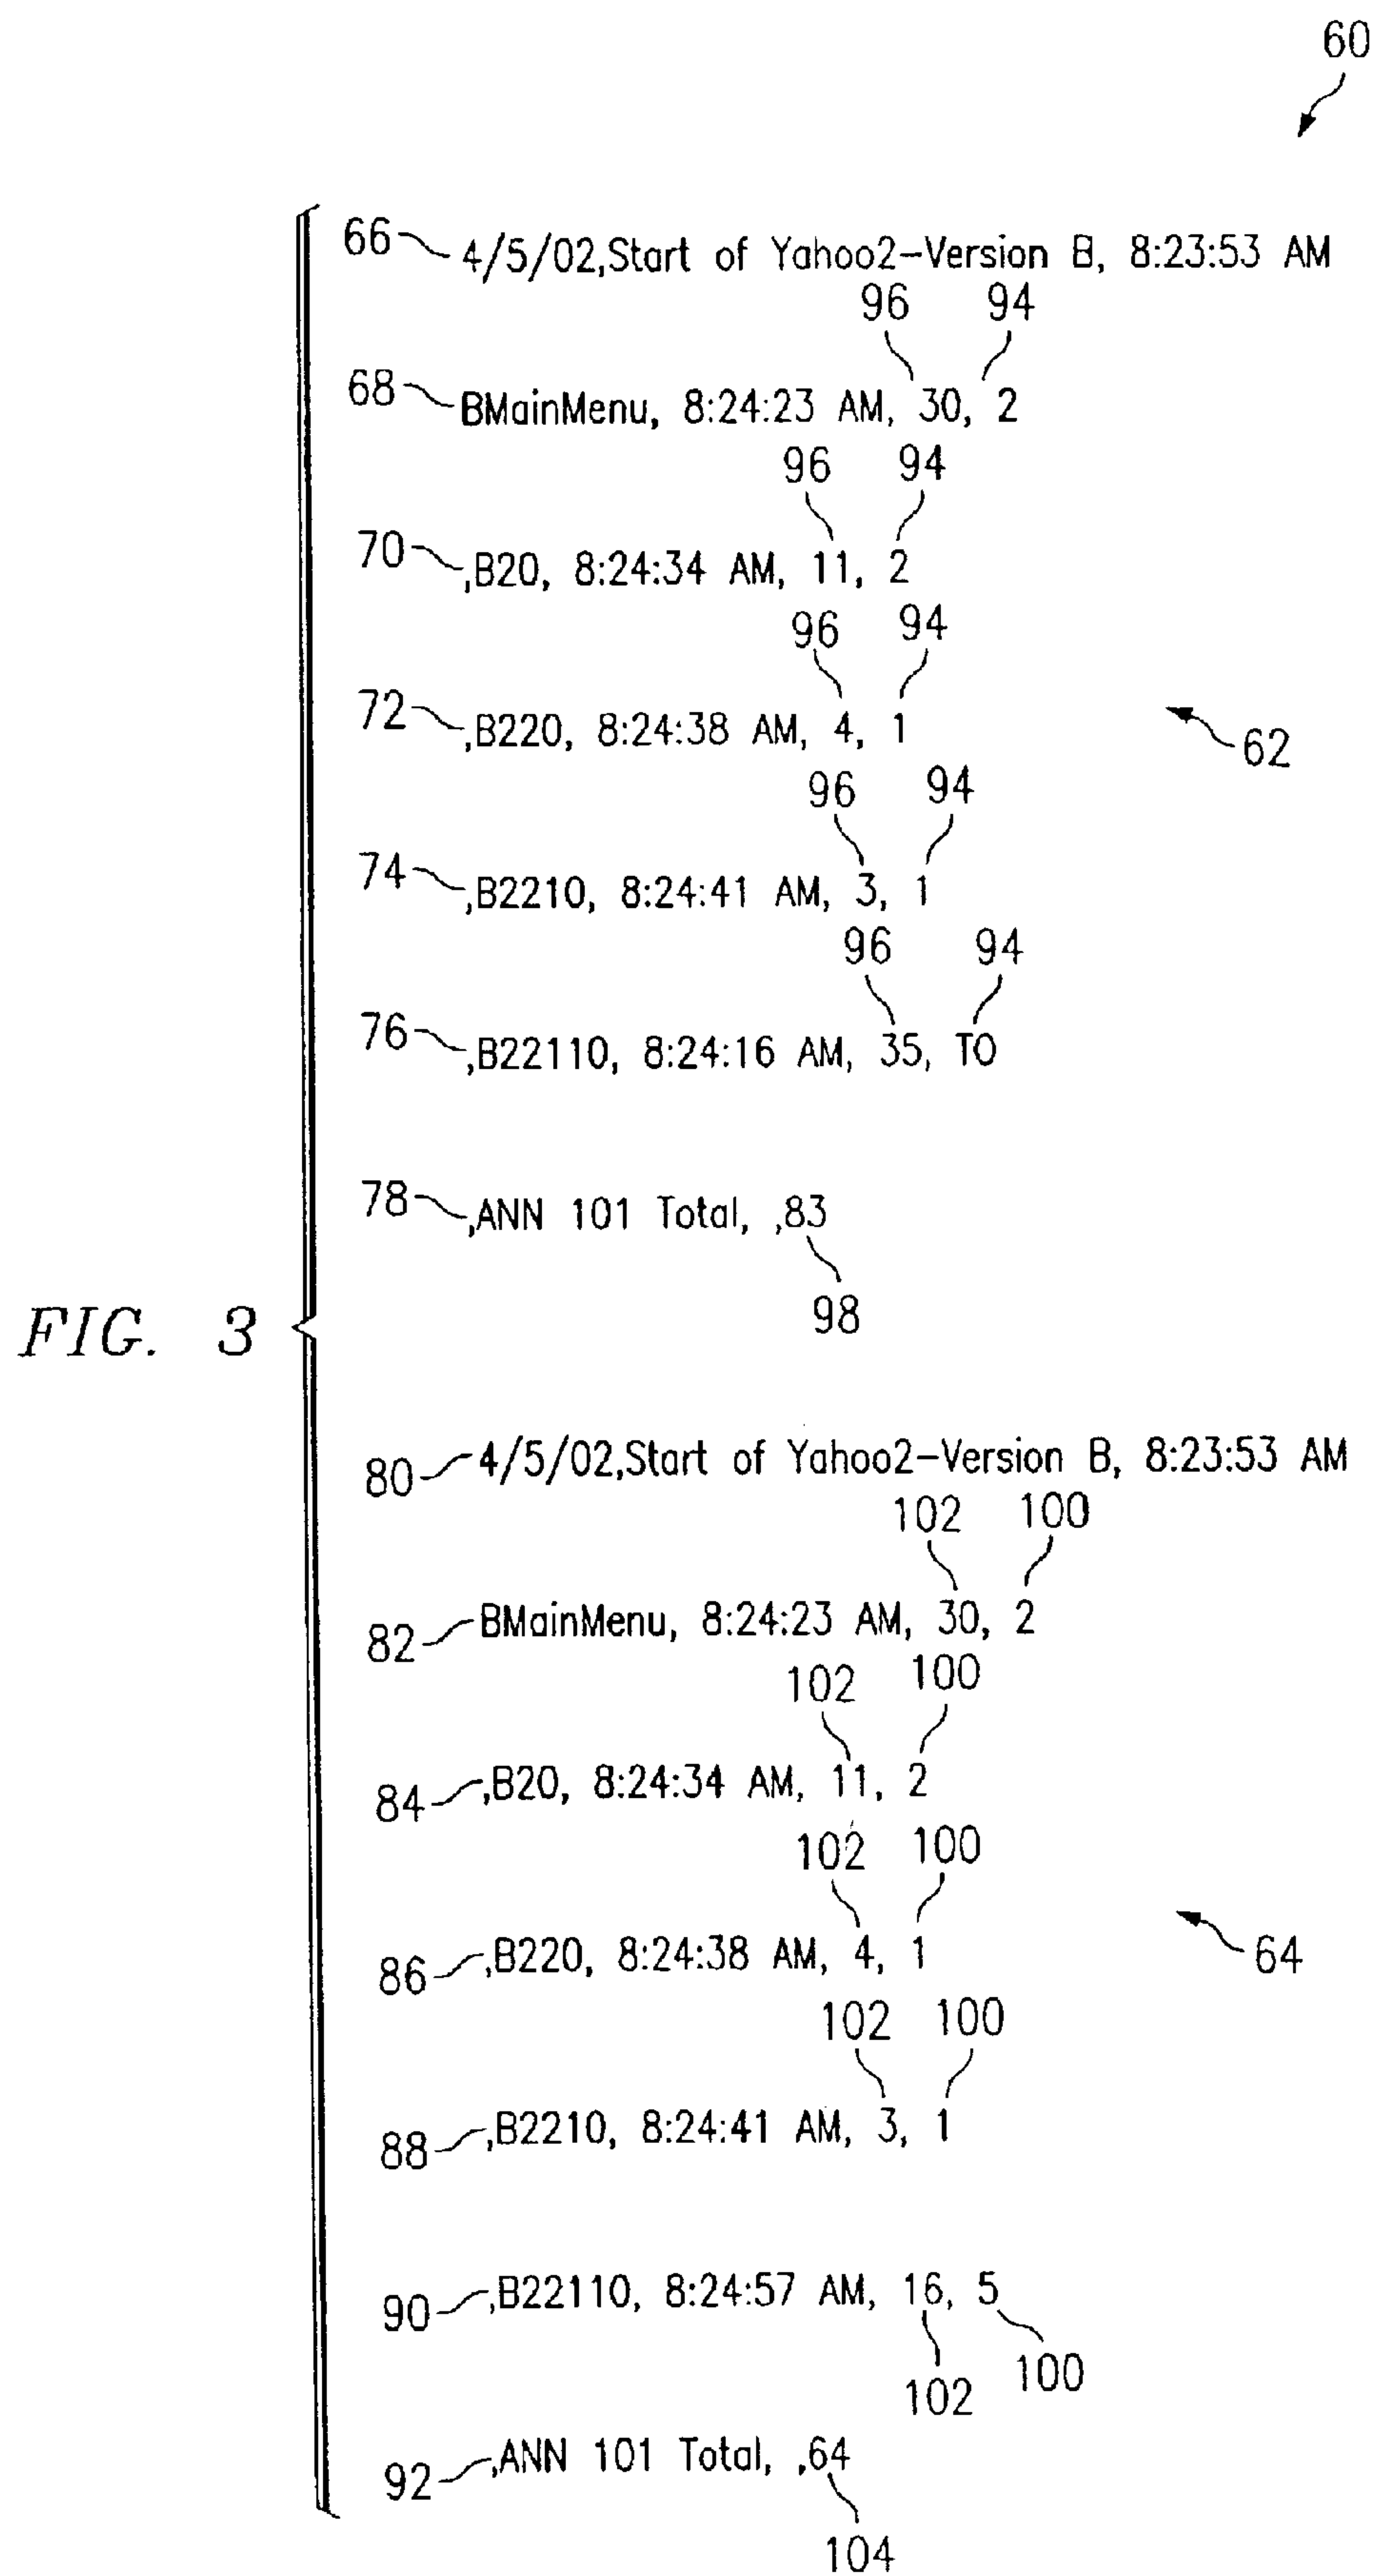 60
66 4/5/02,Start of Yahoo2-Version B, 8:23:53 AM
96 94
68 BMainMenu, 8:24:23 AM, 30, 2
96 94
70 ,B20, 8:24:34 AM, 11, 2
96 94
72 ,B220, 8:24:38 AM, 4, 1
62
96 94
74 ,B2210, 8:24:41 AM, 3, 1
96 94
76 ,B22110, 8:24:16 AM, 35, TO
78 ,ANN 101 Total, ,83
98
FIG. 3
80 4/5/02,Start of Yahoo2-Version B, 8:23:53 AM
102 100
82 BMainMenu, 8:24:23 AM, 30, 2
102 100
84 ,B20, 8:24:34 AM, 11, 2
102 100
86 ,B220, 8:24:38 AM, 4, 1
64
102 100
88 ,B2210, 8:24:41 AM, 3, 1
90 ,B22110, 8:24:57 AM, 16, 5
102 100
92 ,ANN 101 Total, ,64
104